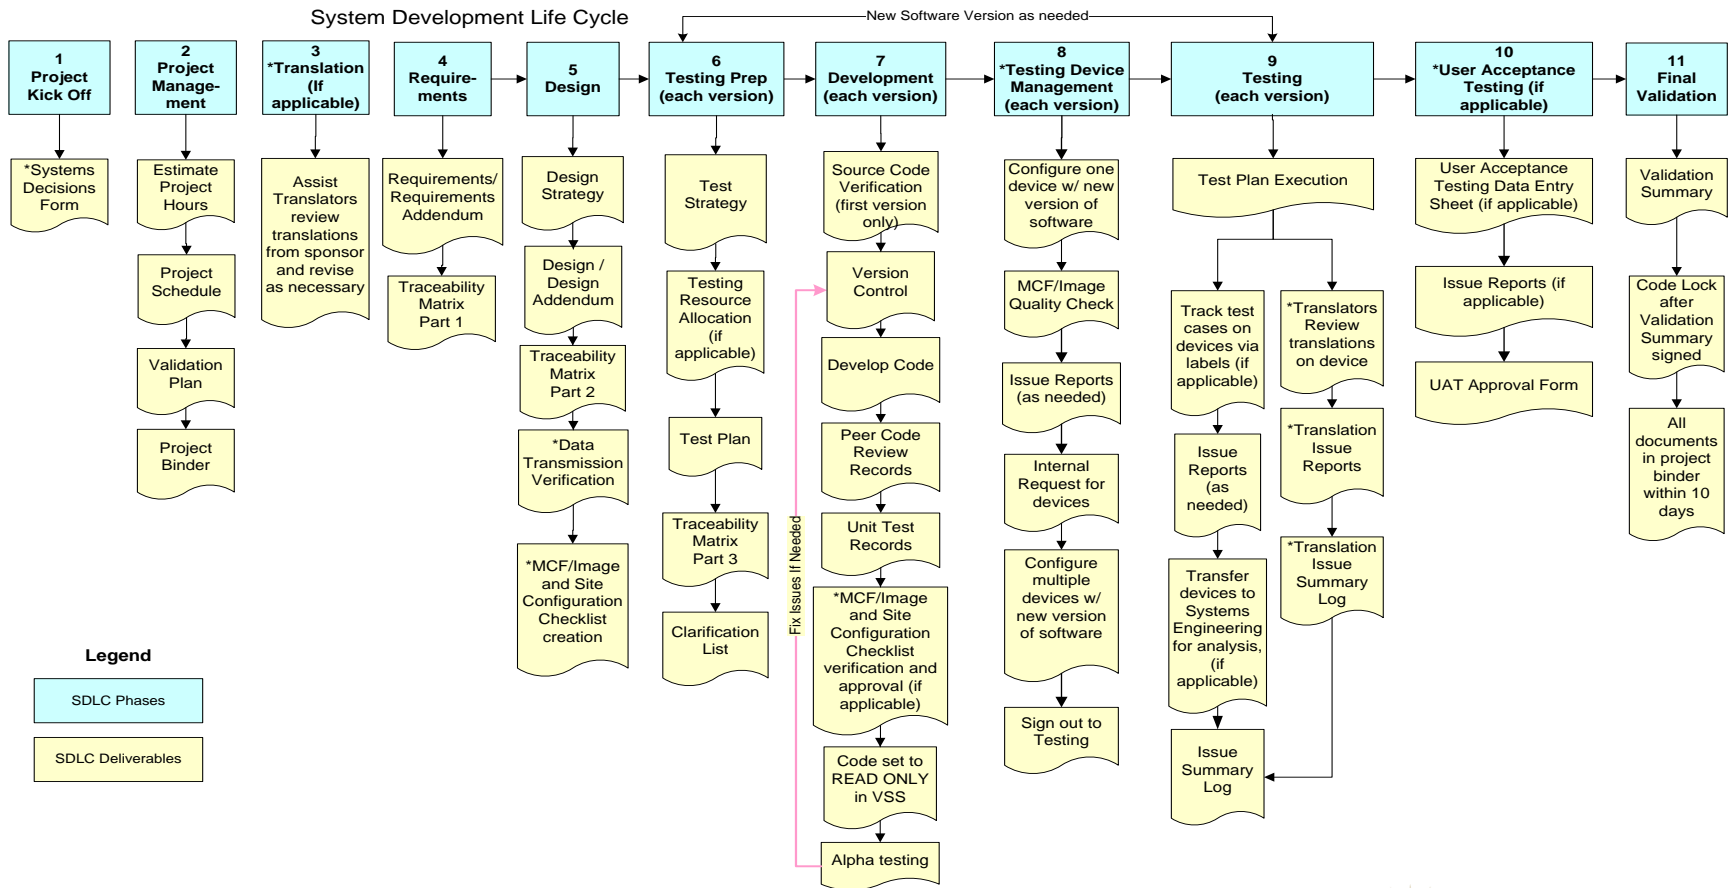 System Development Life Cycle
New Software Version as needed
1
Project
Kick Off
2
Project
Manage-
ment
3
*Translation
(If
applicable)
4
Require-
ments
5
Design
6
Testing Prep
(each version)
7
Development
(each version)
8
*Testing Device
Management
(each version)
9
Testing
(each version)
10
*User Acceptance
Testing (if
applicable)
11
Final
Validation
*Systems
Decisions
Form
Estimate
Project
Hours
Project
Schedule
Validation
Plan
Project
Binder
Assist
Translators
review
translations
from sponsor
and revise
as necessary
Requirements/
Requirements
Addendum
Traceability
Matrix
Part 1
Design
Strategy
Design /
Design
Addendum
Traceability
Matrix
Part 2
*Data
Transmission
Verification
*MCF/Image
and Site
Configuration
Checklist
creation
Test
Strategy
Testing
Resource
Allocation
(if
applicable)
Test Plan
Traceability
Matrix
Part 3
Clarification
List
Fix Issues If Needed
Source Code
Verification
(first version
only)
Version
Control
Develop Code
Peer Code
Review
Records
Unit Test
Records
*MCF/Image
and Site
Configuration
Checklist
verification and
approval (if
applicable)
Code set to
READ ONLY
in VSS
Alpha testing
Configure one
device w/ new
version of
software
MCF/Image
Quality Check
Issue Reports
(as needed)
Internal
Request for
devices
Configure
multiple
devices w/
new version
of software
Sign out to
Testing
Test Plan Execution
Track test
cases on
devices via
labels (if
applicable)
Issue
Reports
(as
needed)
Transfer
devices to
Systems
Engineering
for analysis,
(if
applicable)
Issue
Summary
Log
*Translators
Review
translations
on device
*Translation
Issue
Reports
*Translation
Issue
Summary
Log
User Acceptance
Testing Data Entry
Sheet (if applicable)
Issue Reports (if
applicable)
UAT Approval Form
Validation
Summary
Code Lock
after
Validation
Summary
signed
All
documents
in project
binder
within 10
days
Legend
SDLC Phases
SDLC Deliverables